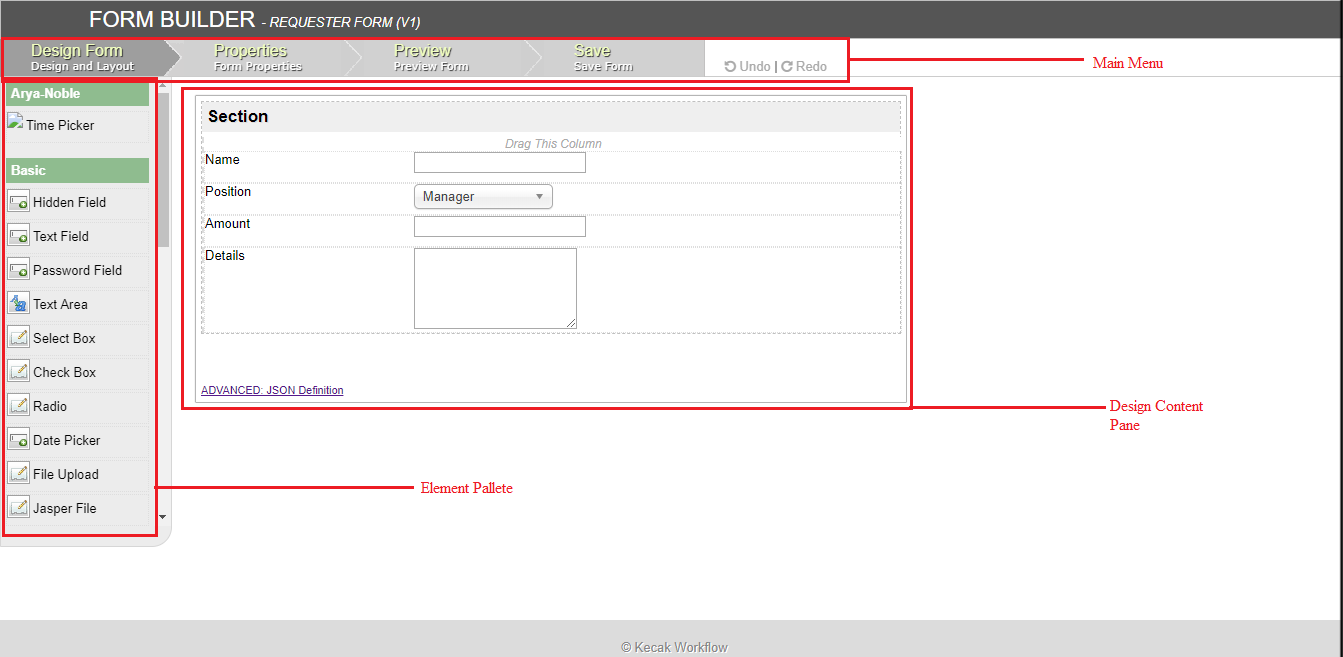 FORM BUILDER - REQUESTER FORM (V1)
Design Form
Design and Layout
Properties
Form Properties
Preview
Preview Form
Save
Save Form
Undo | Redo
Main Menu
Arya-Noble
Time Picker
Basic
Hidden Field
Text Field
Password Field
Text Area
Select Box
Check Box
Radio
Date Picker
File Upload
Jasper File
Section
Drag This Column
Name
Position
Manager
Amount
Details
ADVANCED: JSON Definition
Design Content
Pane
Element Pallete
© Kecak Workflow